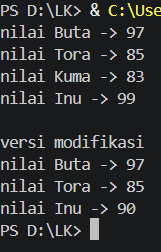 PS D:\LK> & C:\Use
nilai Buta -> 97
nilai Tora -> 85
nilai Kuma -> 83
nilai Inu -> 99

versi modifikasi
nilai Buta -> 97
nilai Tora -> 85
nilai Inu -> 90
PS D:\LK>